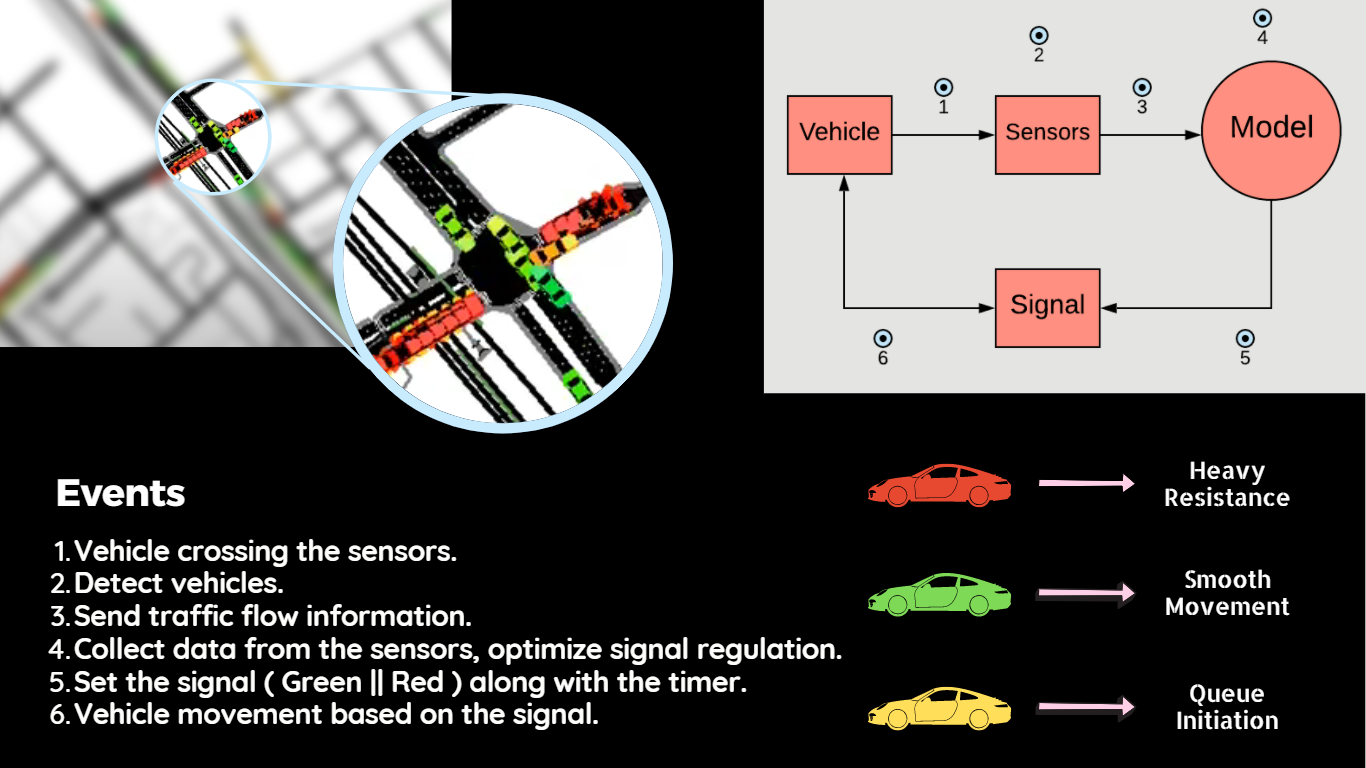 4
2
1
3
Vehicle
Sensors
Model
Signal
6
5
Events
1. Vehicle crossing the sensors.
2. Detect vehicles.
3. Send traffic flow information.
4. Collect data from the sensors, optimize signal regulation.
5. Set the signal ( Green || Red ) along with the timer.
6. Vehicle movement based on the signal.
Heavy
Resistance
Smooth
Movement
Queue
Initiation